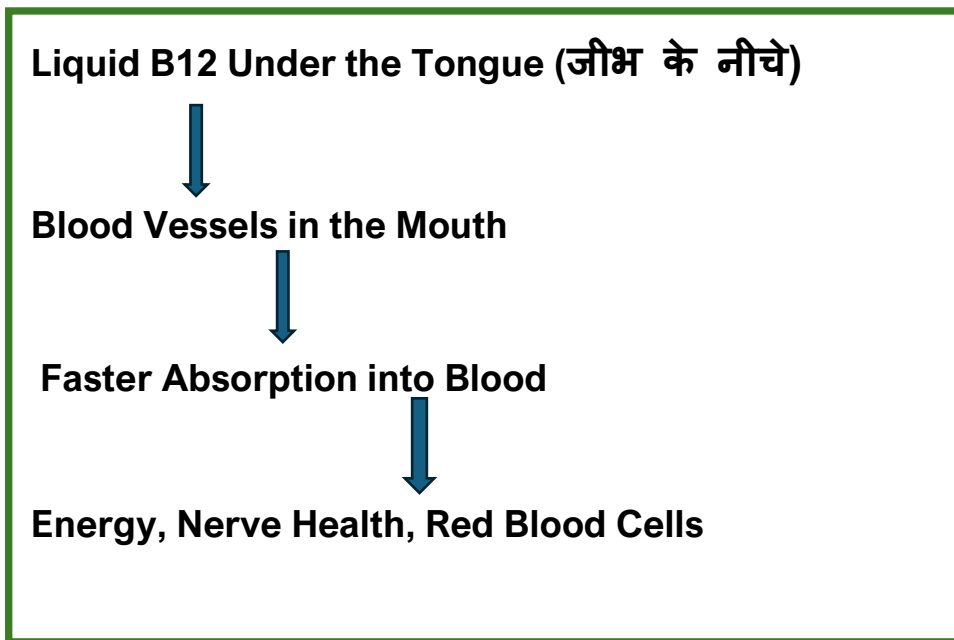 Liquid B12 Under the Tongue (जीभ के नीचे)
Blood Vessels in the Mouth
Faster Absorption into Blood
Energy, Nerve Health, Red Blood Cells